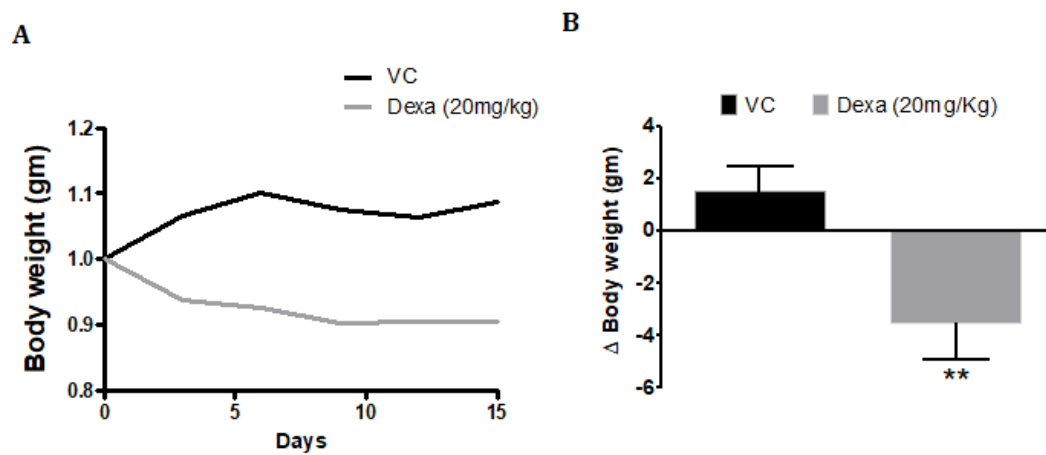 A
VC
Dexa (20mg/kg)
Body weight (gm)
1.2
1.1
1.0
0.9
0.8
0
5
10
15
Days
B
VC
Dexa (20mg/Kg)
Δ Body weight (gm)
4
2
0
-2
-4
-6
**